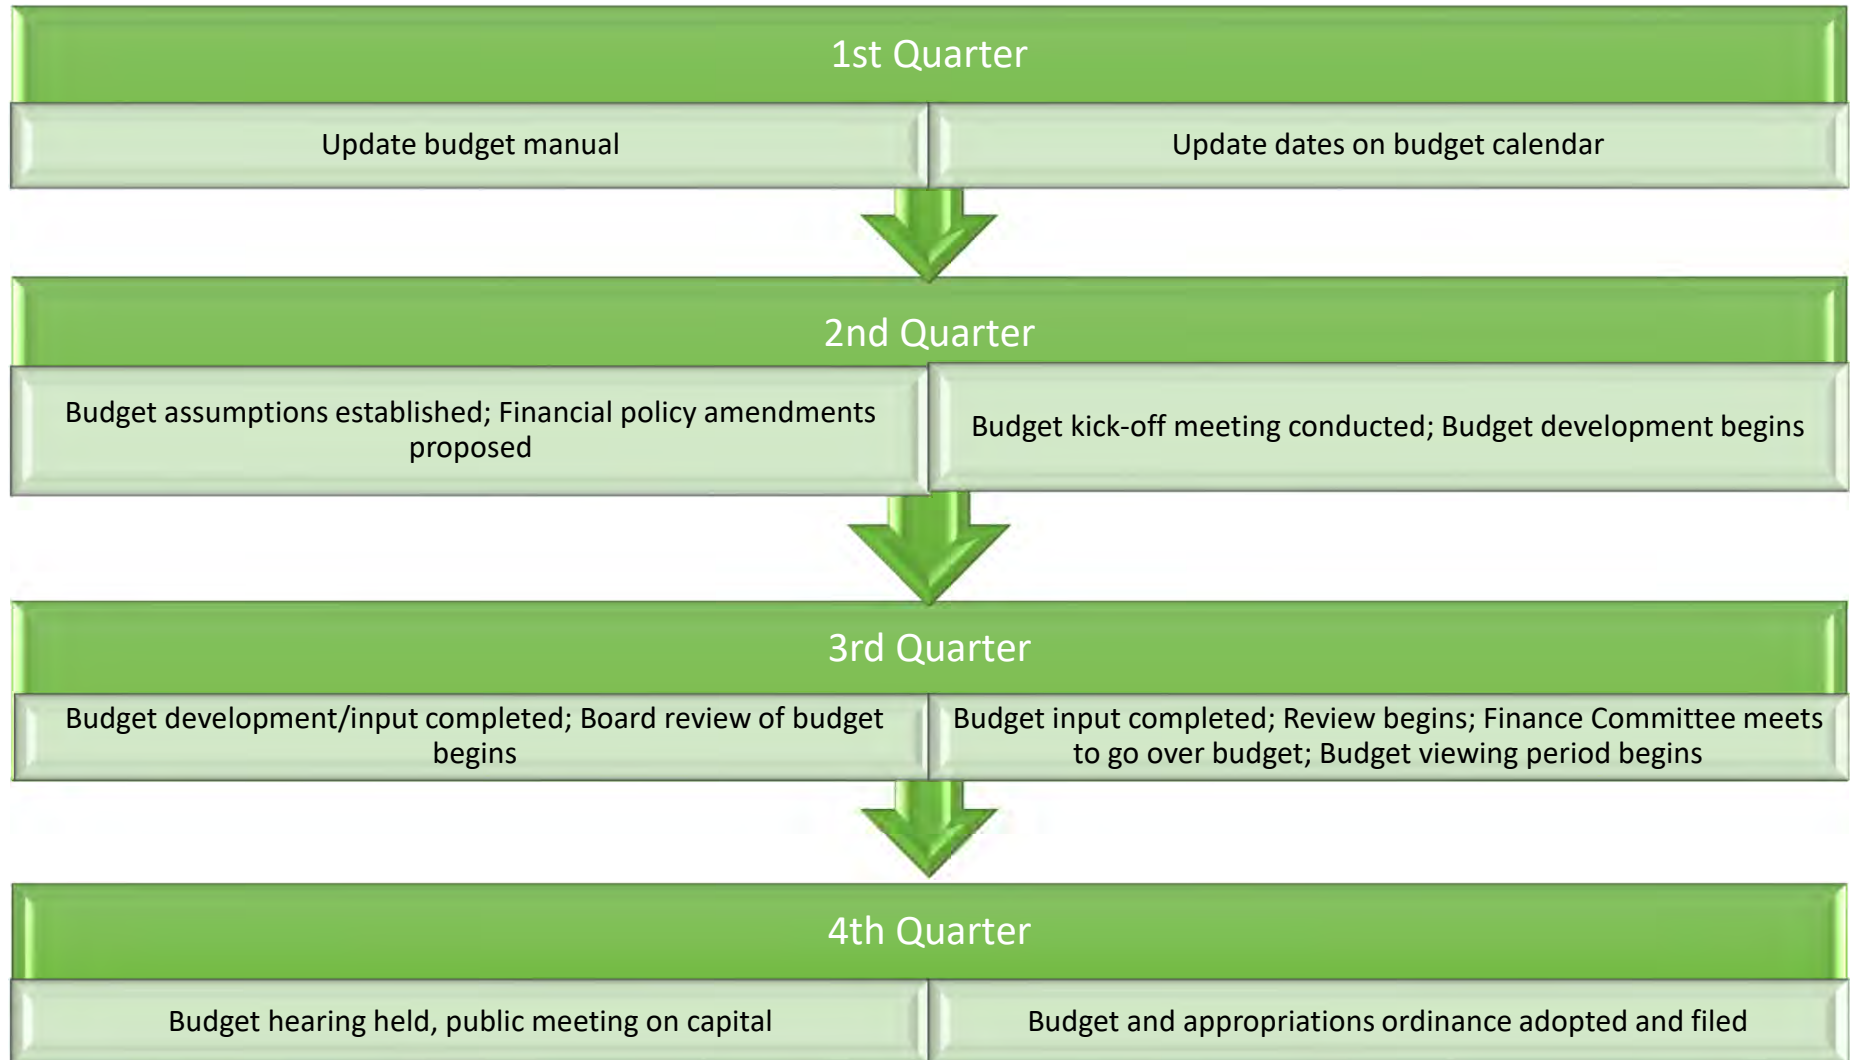 1st Quarter
Update budget manual
Update dates on budget calendar
2nd Quarter
Budget assumptions established; Financial policy amendments
proposed
Budget kick-off meeting conducted; Budget development begins
3rd Quarter
Budget development/input completed; Board review of budget
begins
Budget input completed; Review begins; Finance Committee meets
to go over budget; Budget viewing period begins
4th Quarter
Budget hearing held, public meeting on capital
Budget and appropriations ordinance adopted and filed